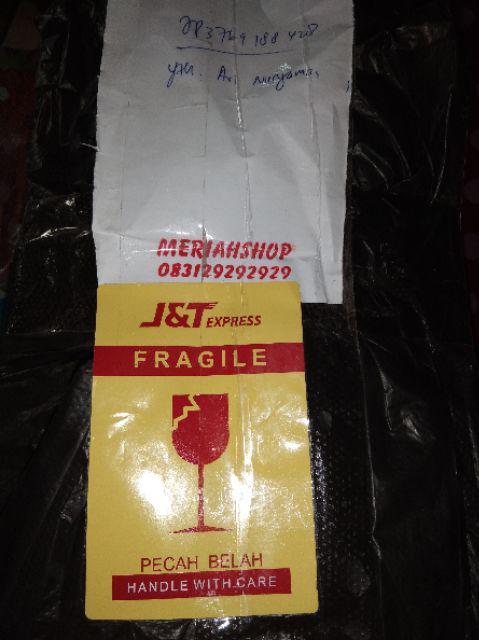 MERIAHSHOP
083129292929
J&T EXPRESS
FRAGILE
PECAH BELAH
HANDLE WITH CARE